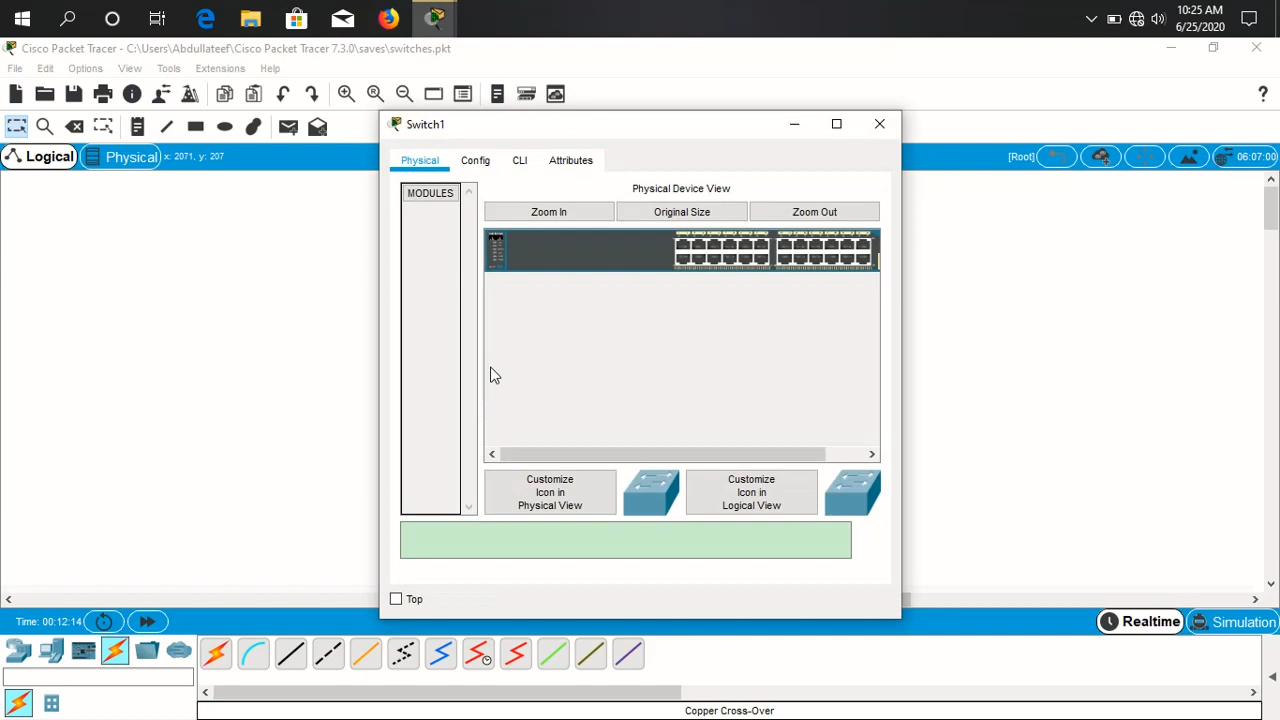 10:25 AM
6/25/2020
Cisco Packet Tracer - C:\Users\Abdullateef\Cisco Packet Tracer 7.3.0\saves\switches.pkt
File Edit Options View Tools Extensions Help
?
Logical
Physical
x: 2071, y: 207
[Root]
06:07:00
Switch1
Physical Config CLI Attributes
MODULES
Physical Device View
Zoom In
Original Size
Zoom Out
Customize
Icon in
Physical View
Customize
Icon in
Logical View
Top
Time: 00:12:14
Realtime
Simulation
Copper Cross-Over